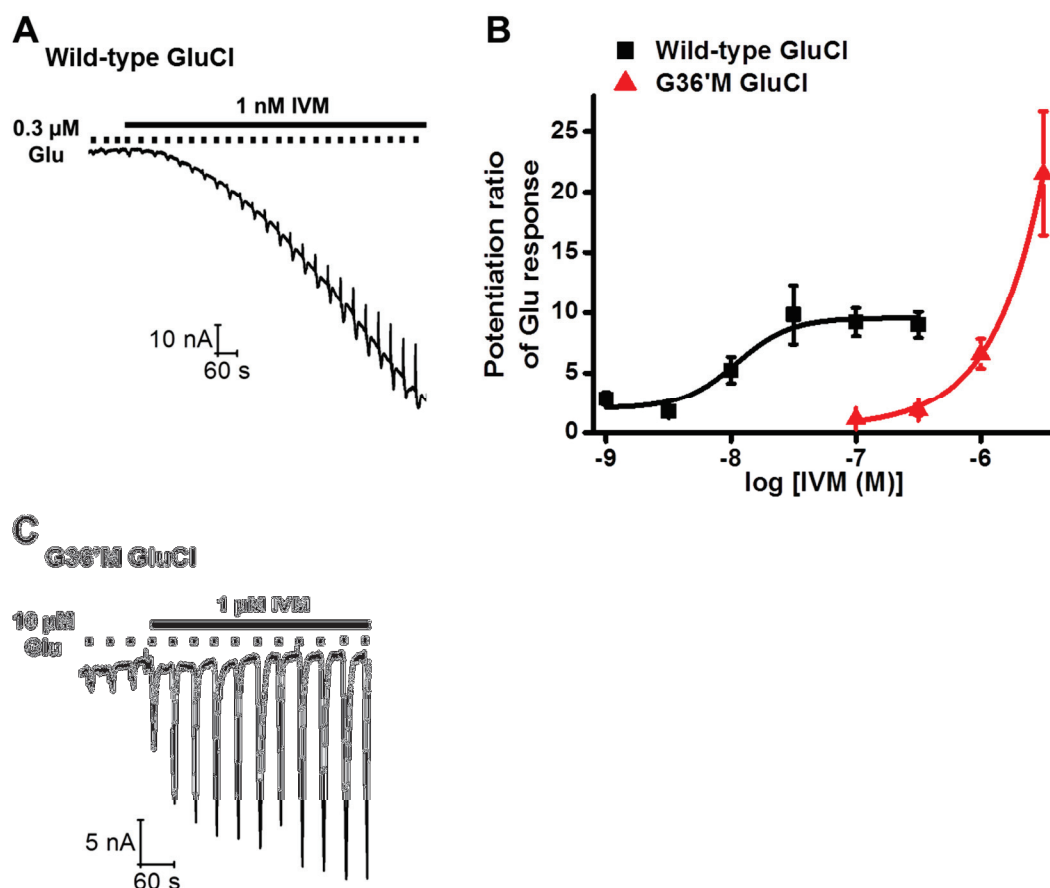 A
Wild-type GluCl
1 nM IVM
0.3 µM
Glu
10 nA
60 s
B
Wild-type GluCl
G36'M GluCl
Potentiation ratio
of Glu response
25
20
15
10
5
0
-9
-8
-7
-6
log [IVM (M)]
C
G36'M GluCl
1 µM IVM
10 µM
Glu
5 nA
60 s